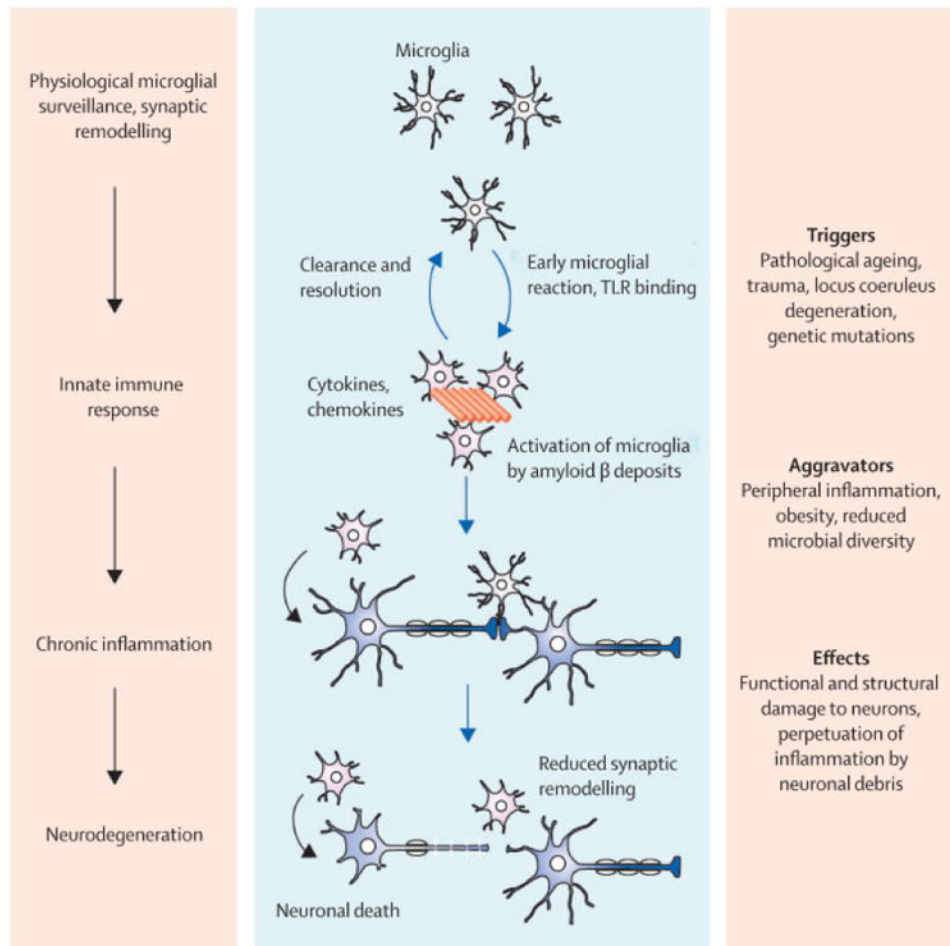 Physiological microglial
surveillance, synaptic
remodelling
Innate immune
response
Chronic inflammation
Neurodegeneration
Microglia
Clearance and
resolution
Early microglial
reaction, TLR binding
Cytokines,
chemokines
Activation of microglia
by amyloid β deposits
Reduced synaptic
remodelling
Neuronal death
Triggers
Pathological ageing,
trauma, locus coeruleus
degeneration,
genetic mutations
Aggravators
Peripheral inflammation,
obesity, reduced
microbial diversity
Effects
Functional and structural
damage to neurons,
perpetuation of
inflammation by
neuronal debris